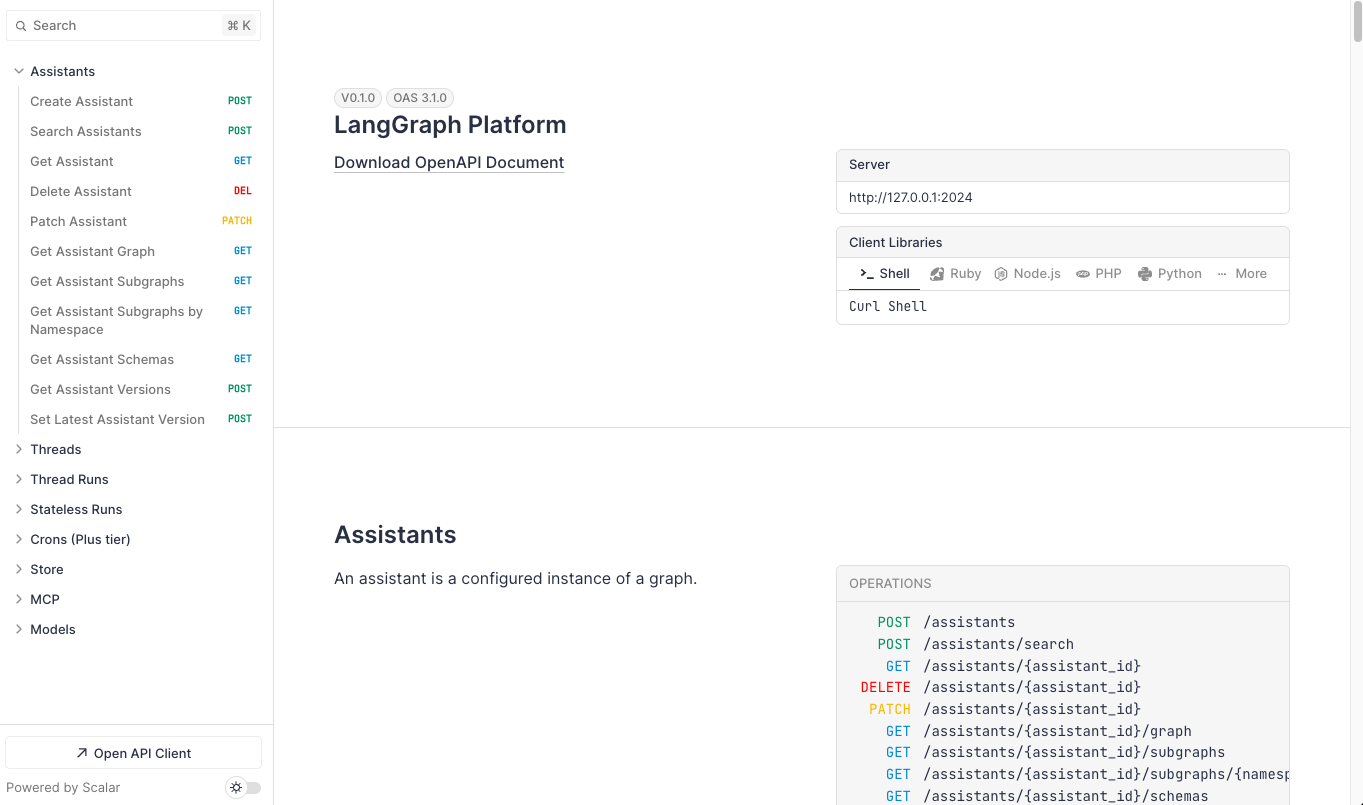 Search ⌘ K
Assistants
Create Assistant POST
Search Assistants POST
Get Assistant GET
Delete Assistant DEL
Patch Assistant PATCH
Get Assistant Graph GET
Get Assistant Subgraphs GET
Get Assistant Subgraphs by GET
Namespace
Get Assistant Schemas GET
Get Assistant Versions POST
Set Latest Assistant Version POST
Threads
Thread Runs
Stateless Runs
Crons (Plus tier)
Store
MCP
Models
Open API Client
Powered by Scalar
V0.1.0 OAS 3.1.0
LangGraph Platform
Download OpenAPI Document
Server
http://127.0.0.1:2024
Client Libraries
Shell Ruby Node.js PHP Python ··· More
Curl Shell
Assistants
An assistant is a configured instance of a graph.
OPERATIONS
POST /assistants
POST /assistants/search
GET /assistants/{assistant_id}
DELETE /assistants/{assistant_id}
PATCH /assistants/{assistant_id}
GET /assistants/{assistant_id}/graph
GET /assistants/{assistant_id}/subgraphs
GET /assistants/{assistant_id}/subgraphs/{namesp
GET /assistants/{assistant_id}/schemas